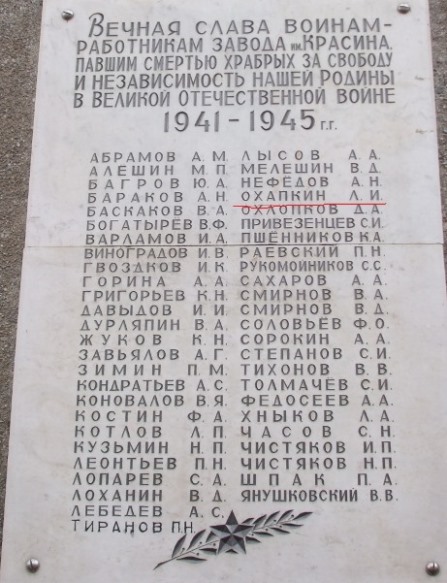 ВЕЧНАЯ СЛАВА ВОИНАМ-
РАБОТНИКАМ ЗАВОДА им. КРАСИНА,
ПАВШИМ СМЕРТЬЮ ХРАБРЫХ ЗА СВОБОДУ
И НЕЗАВИСИМОСТЬ НАШЕЙ РОДИНЫ
В ВЕЛИКОЙ ОТЕЧЕСТВЕННОЙ ВОЙНЕ
1941-1945 г.г.
АБРАМОВ А.М.
АЛЕШИН М.П.
БАГРОВ Ю.А.
БАРАКОВ А.Н.
БАСКАКОВ В.А.
БОГАТЫРЁВ В.Ф.
ВАРЛАМОВ И.А.
ВИНОГРАДОВ И.В.
ГВОЗДКОВ И.К.
ГОРИНА А.А.
ГРИГОРЬЕВ К.Н.
ДАВЫДОВ И.И.
ДУРЛЯПИН В.А.
ЖУКОВ К.Н.
ЗАВЬЯЛОВ А.Г.
ЗИМИН П.М.
КОНДРАТЬЕВ А.С.
КОНОВАЛОВ В.Я.
КОСТИН Ф.А.
КОТЛОВ Л.П.
КУЗЬМИН Н.П.
ЛЕОНТЬЕВ П.Н.
ЛОПАРЕВ С.А.
ЛОХАНИН В.Д.
ЛЕБЕДЕВ А.С.
ТИРАНОВ П.Н.
ЛЫСОВ А.А.
МЕЛЕШИН В.Д.
НЕФЁДОВ А.Н.
ОХАПКИН Л.И.
ОХЛОПКОВ Д.А.
ПРИВЕЗЕНЦЕВ С.И.
ПШЕННИКОВ К.А.
РАЕВСКИЙ П.Н.
РУКОМОЙНИКОВ С.С.
САХАРОВ А.А.
СМИРНОВ В.А.
СМИРНОВ В.Д.
СОЛОВЬЁВ Ф.О.
СОРОКИН А.А.
СТЕПАНОВ С.И.
ТИХОНОВ В.В.
ТОЛМАЧЁВ С.И.
ФЕДОСЕЕВ А.А.
ХНЫКОВ Л.А.
ЧАСОВ С.Н.
ЧИСТЯКОВ И.П.
ЧИСТЯКОВ Н.П.
ШПАК П.А.
ЯНУШКОВСКИЙ В.В.